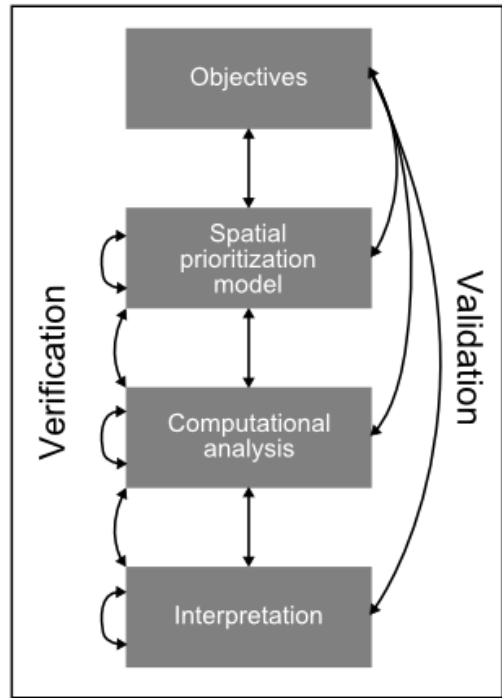 Objectives
Spatial
prioritization
model
Verification
Validation
Computational
analysis
Interpretation